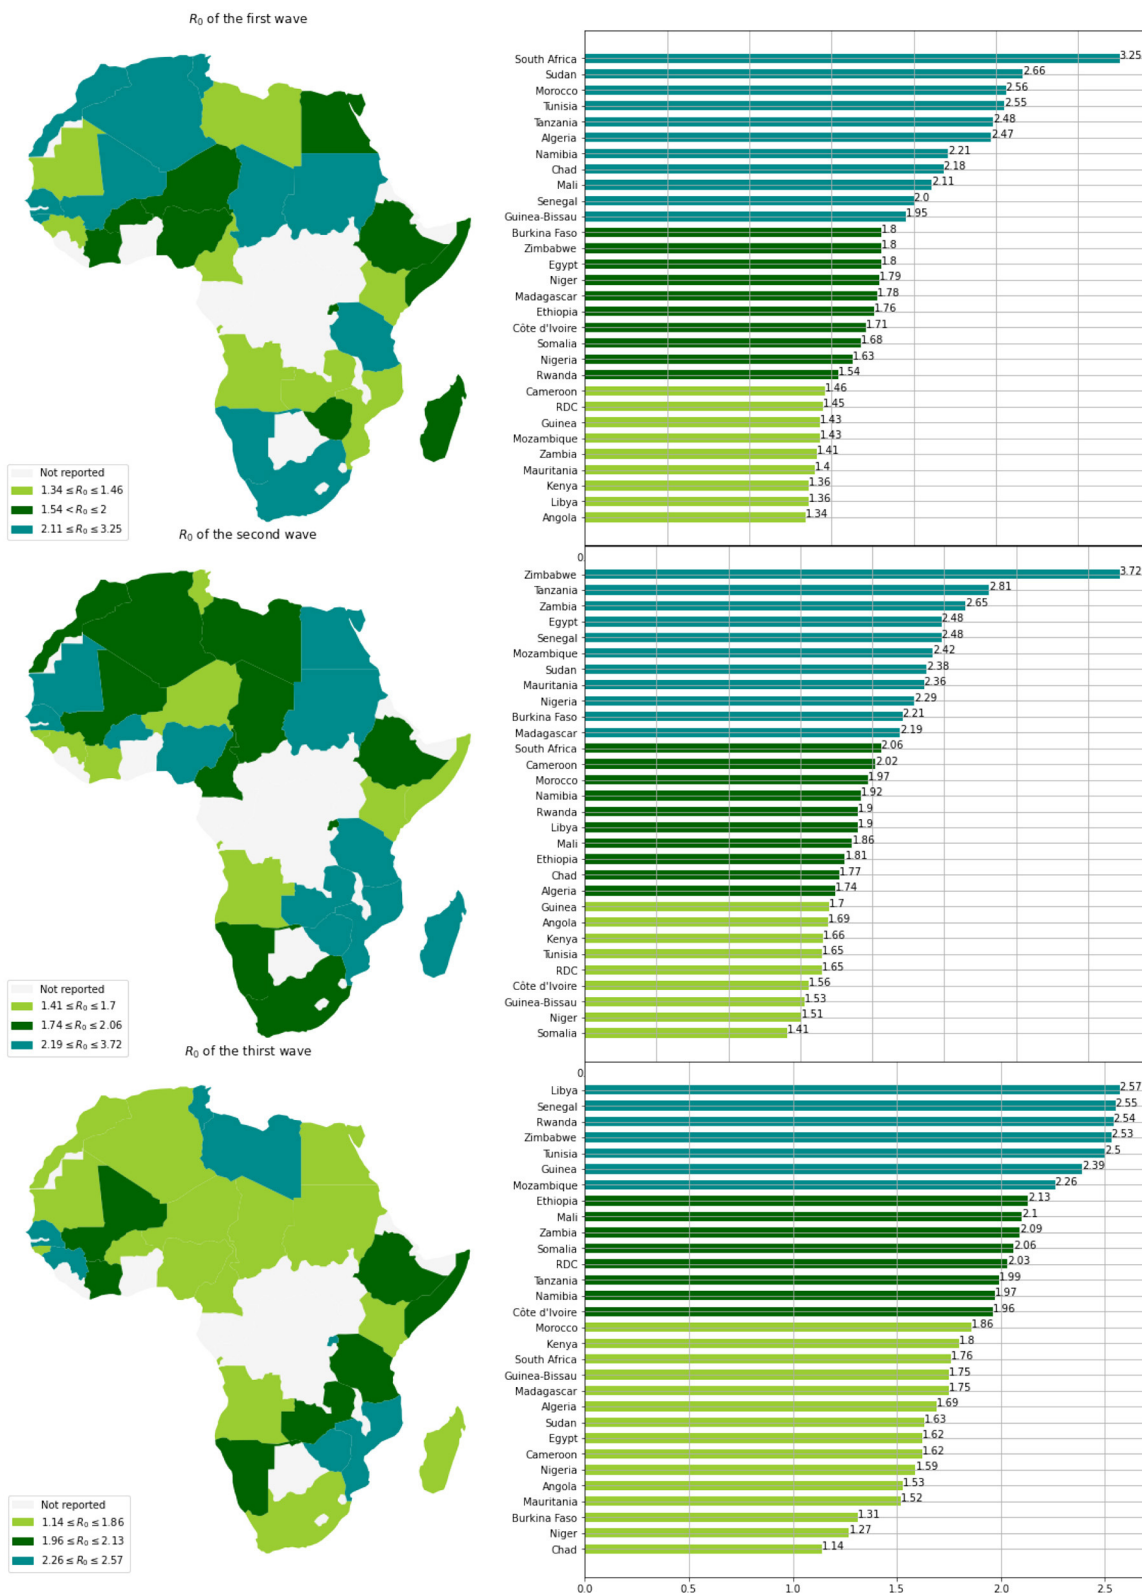 R₀ of the first wave
Not reported
1.34 ≤ R₀ ≤ 1.46
1.54 < R₀ ≤ 2
2.11 ≤ R₀ ≤ 3.25
South Africa 3.25
Sudan 2.66
Morocco 2.56
Tunisia 2.55
Tanzania 2.48
Algeria 2.47
Namibia 2.21
Chad 2.18
Mali 2.11
Senegal 2.0
Guinea-Bissau 1.95
Burkina Faso 1.8
Zimbabwe 1.8
Egypt 1.8
Niger 1.79
Madagascar 1.78
Ethiopia 1.76
Côte d'Ivoire 1.71
Somalia 1.68
Nigeria 1.63
Rwanda 1.54
Cameroon 1.46
RDC 1.45
Guinea 1.43
Mozambique 1.43
Zambia 1.41
Mauritania 1.4
Kenya 1.36
Libya 1.36
Angola 1.34
0.
R₀ of the second wave
Not reported
1.41 ≤ R₀ ≤ 1.7
1.74 ≤ R₀ ≤ 2.06
2.19 ≤ R₀ ≤ 3.72
Zimbabwe 3.72
Tanzania 2.81
Zambia 2.65
Egypt 2.48
Senegal 2.48
Mozambique 2.42
Sudan 2.38
Mauritania 2.36
Nigeria 2.29
Burkina Faso 2.21
Madagascar 2.19
South Africa 2.06
Cameroon 2.02
Morocco 1.97
Namibia 1.92
Rwanda 1.9
Libya 1.9
Mali 1.86
Ethiopia 1.81
Chad 1.77
Algeria 1.74
Guinea 1.7
Angola 1.69
Kenya 1.66
Tunisia 1.65
RDC 1.65
Côte d'Ivoire 1.56
Guinea-Bissau 1.53
Niger 1.51
Somalia 1.41
0.
R₀ of the thirst wave
Not reported
1.14 ≤ R₀ ≤ 1.86
1.96 ≤ R₀ ≤ 2.13
2.26 ≤ R₀ ≤ 2.57
Libya 2.57
Senegal 2.55
Rwanda 2.54
Zimbabwe 2.53
Tunisia 2.5
Guinea 2.39
Mozambique 2.26
Ethiopia 2.13
Mali 2.1
Zambia 2.09
Somalia 2.06
RDC 2.03
Tanzania 1.99
Namibia 1.97
Côte d'Ivoire 1.96
Morocco 1.86
Kenya 1.8
South Africa 1.76
Guinea-Bissau 1.75
Madagascar 1.75
Algeria 1.69
Sudan 1.63
Egypt 1.62
Cameroon 1.62
Nigeria 1.59
Angola 1.53
Mauritania 1.52
Burkina Faso 1.31
Niger 1.27
Chad 1.14
0.0 0.5 1.0 1.5 2.0 2.5